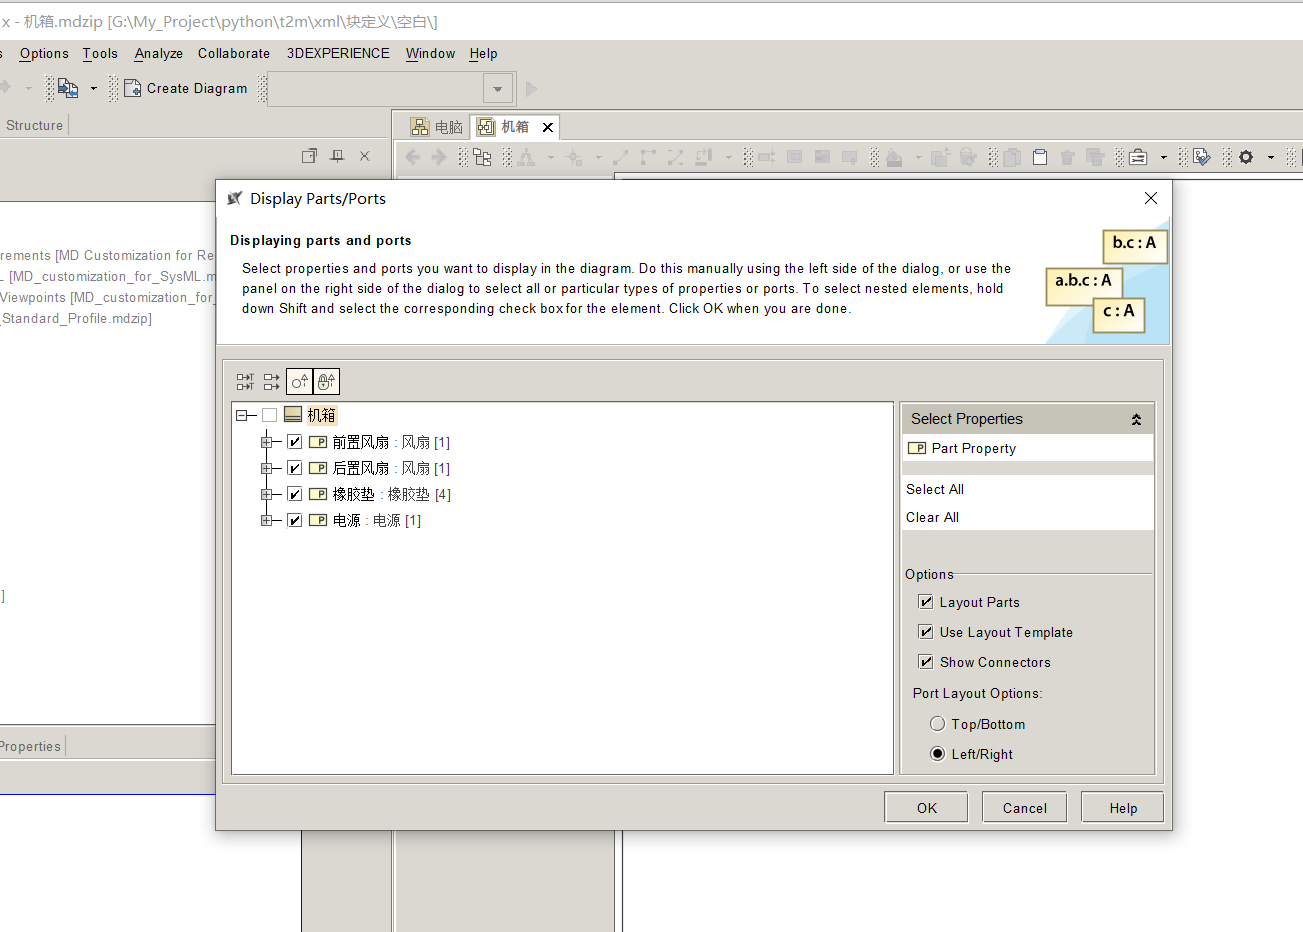 x - 机箱.mdzip [G:\My_Project\python\t2m\xml\块定义\空白\]
s Options Tools Analyze Collaborate 3DEXPERIENCE Window Help
Create Diagram
Structure
电脑 机箱
Display Parts/Ports
Displaying parts and ports
Select properties and ports you want to display in the diagram. Do this manually using the left side of the dialog, or use the
panel on the right side of the dialog to select all or particular types of properties or ports. To select nested elements, hold
down Shift and select the corresponding check box for the element. Click OK when you are done.
b.c : A
a.b.c : A
c : A
rements [MD Customization for Re
L [MD_customization_for_SysML.m
Viewpoints [MD_customization_for_
_Standard_Profile.mdzip]
]
Properties
机箱
P 前置风扇 : 风扇 [1]
P 后置风扇 : 风扇 [1]
P 橡胶垫 : 橡胶垫 [4]
P 电源 : 电源 [1]
Select Properties
P Part Property
Select All
Clear All
Options
Layout Parts
Use Layout Template
Show Connectors
Port Layout Options:
Top/Bottom
Left/Right
OK Cancel Help